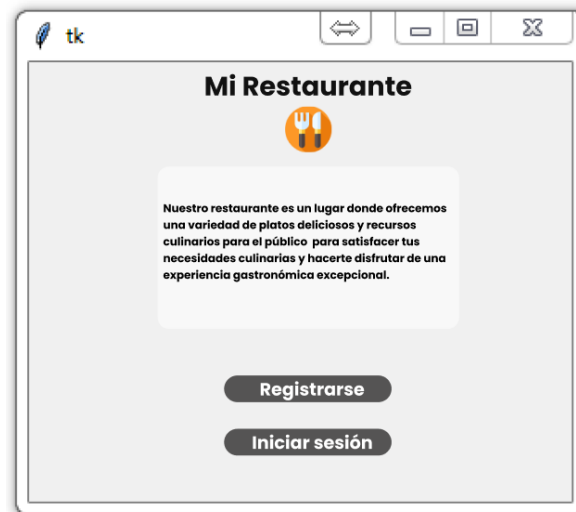 tk
Mi Restaurante
Nuestro restaurante es un lugar donde ofrecemos
una variedad de platos deliciosos y recursos
culinarios para el público para satisfacer tus
necesidades culinarias y hacerte disfrutar de una
experiencia gastronómica excepcional.
Registrarse
Iniciar sesión